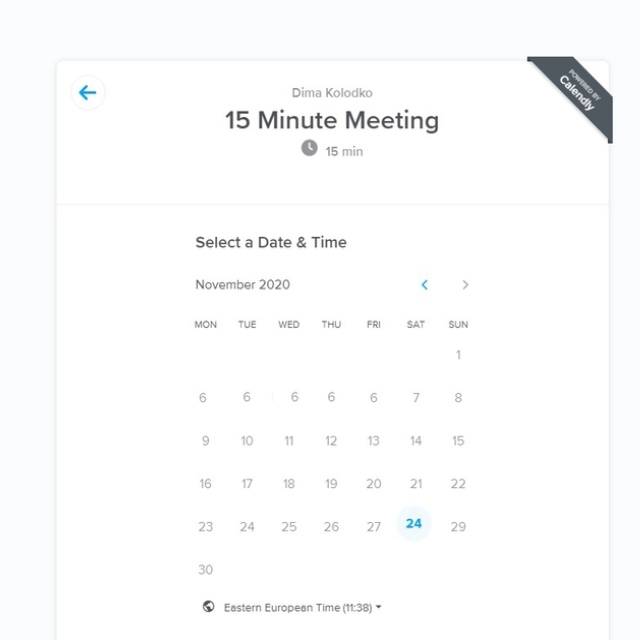 POWERED BY
Calendly
Dima Kolodko
15 Minute Meeting
15 min
Select a Date & Time
November 2020
MON TUE WED THU FRI SAT SUN
1
6 6 6 6 6 7 8
9 10 11 12 13 14 15
16 17 18 19 20 21 22
23 24 25 26 27 24 29
30
Eastern European Time (11:38)